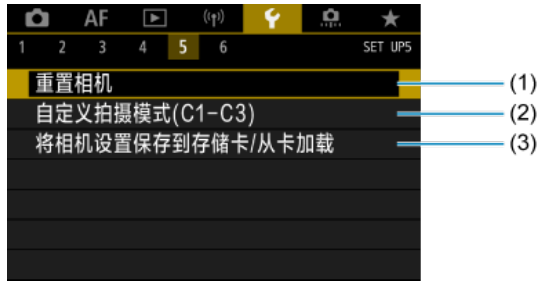 AF
1 2 3 4 5 6 SET UP5
重置相机 (1)
自定义拍摄模式(C1-C3) (2)
将相机设置保存到存储卡/从卡加载 (3)